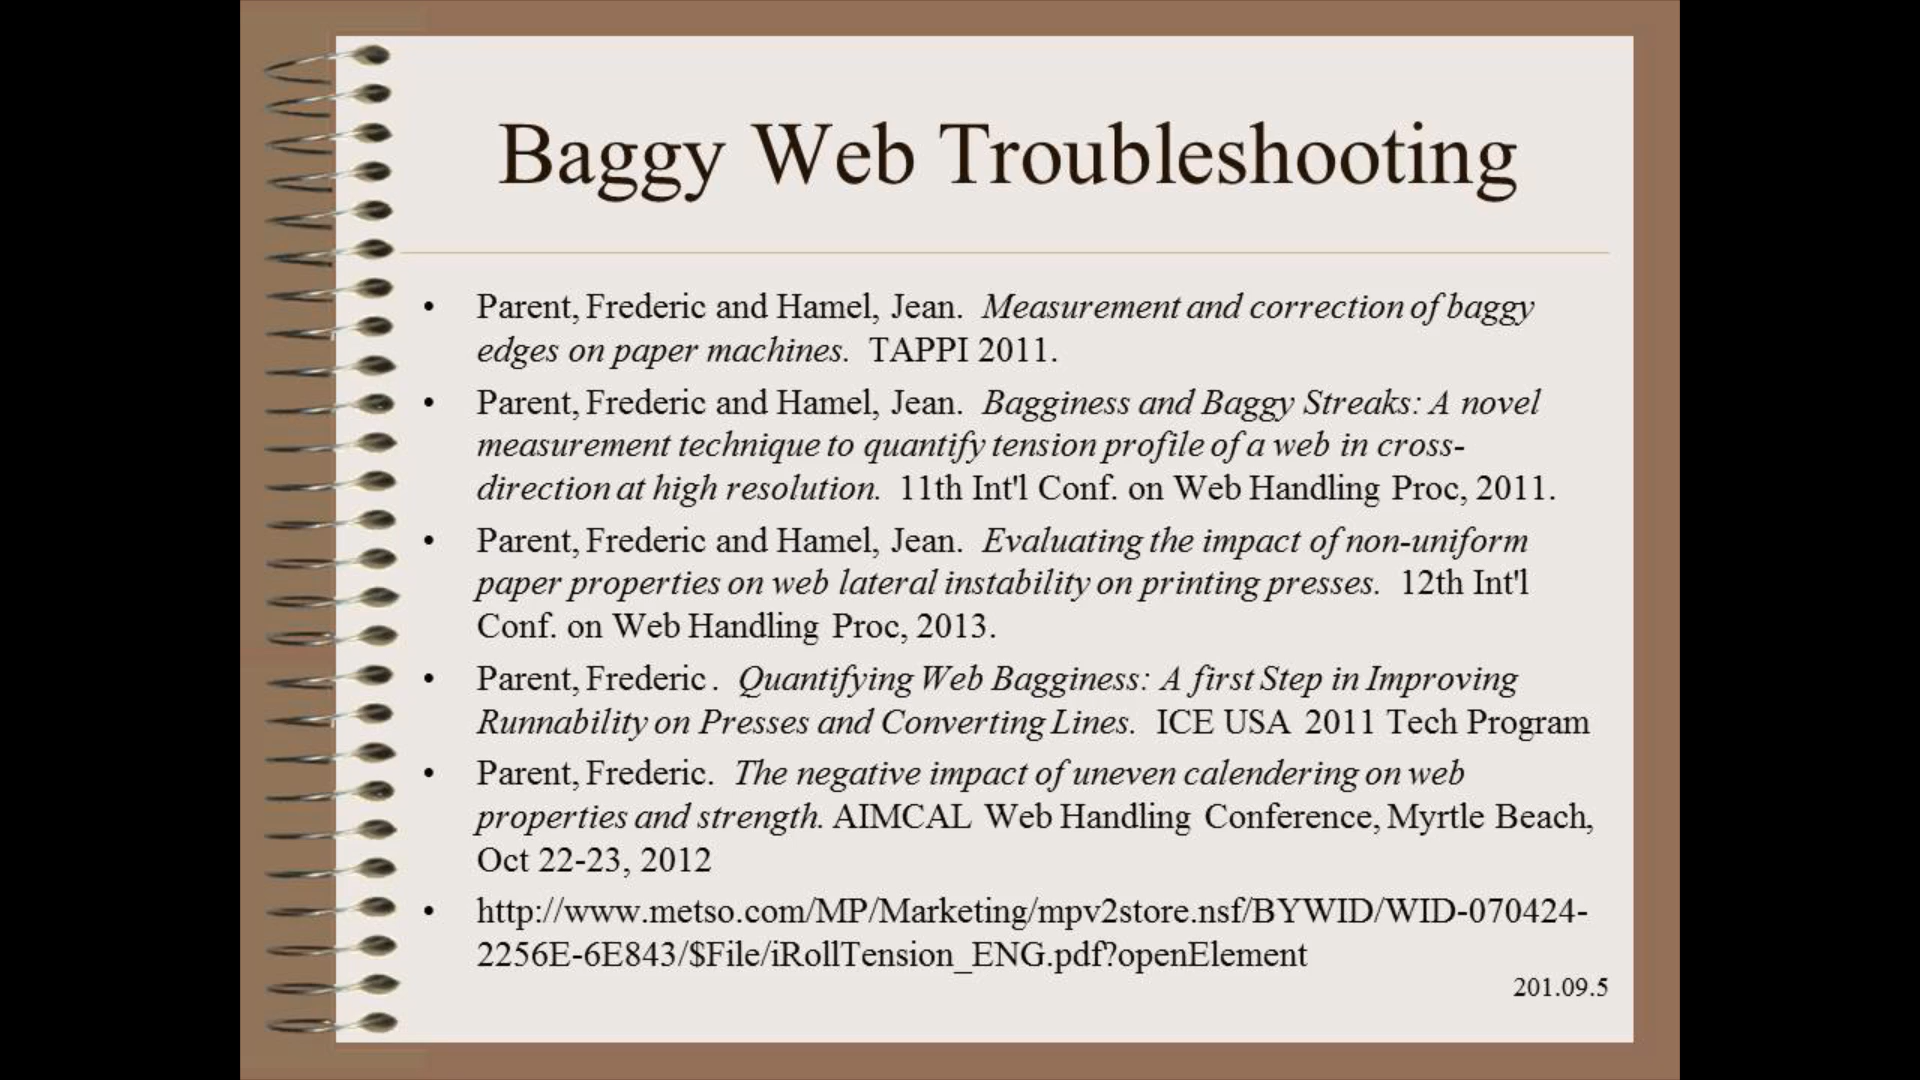 Baggy Web Troubleshooting
• Parent, Frederic and Hamel, Jean. Measurement and correction of baggy
edges on paper machines. TAPPI 2011.
• Parent, Frederic and Hamel, Jean. Bagginess and Baggy Streaks: A novel
measurement technique to quantify tension profile of a web in cross-
direction at high resolution. 11th Int'l Conf. on Web Handling Proc, 2011.
• Parent, Frederic and Hamel, Jean. Evaluating the impact of non-uniform
paper properties on web lateral instability on printing presses. 12th Int'l
Conf. on Web Handling Proc, 2013.
• Parent, Frederic. Quantifying Web Bagginess: A first Step in Improving
Runnability on Presses and Converting Lines. ICE USA 2011 Tech Program
• Parent, Frederic. The negative impact of uneven calendering on web
properties and strength. AIMCAL Web Handling Conference, Myrtle Beach,
Oct 22-23, 2012
• http://www.metso.com/MP/Marketing/mpv2store.nsf/BYWID/WID-070424-
2256E-6E843/$File/iRollTension_ENG.pdf?openElement
201.09.5